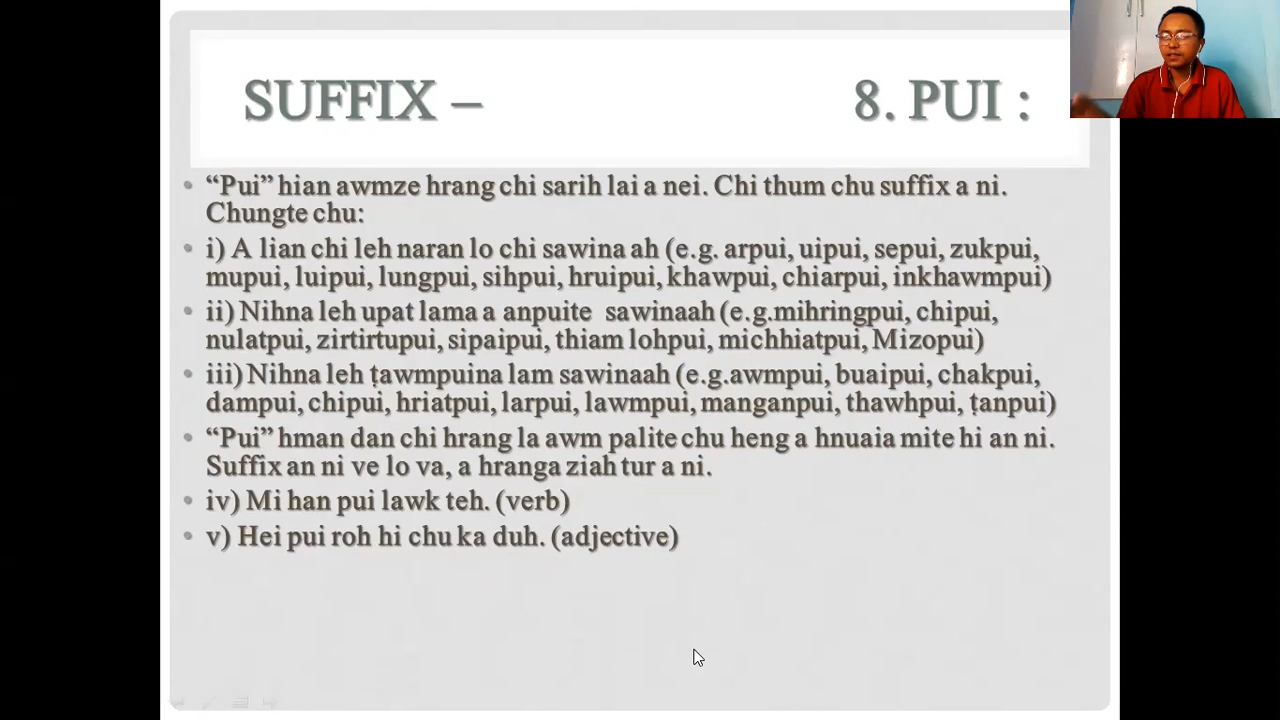 SUFFIX – 8. PUI :
• “Pui” hian awmze hrang chi sarih lai a nei. Chi thum chu suffix a ni.
Chungte chu:
• i) A lian chi leh naran lo chi sawina ah (e.g. arpui, uipui, sepui, zukpui,
mupui, luipui, lungpui, sihpui, hruipui, khawpui, chiarpui, inkhawmpui)
• ii) Nihna leh upat lama a anpuite sawinaah (e.g.mihringpui, chipui,
nulatpui, zirtirtupui, sipaipui, thiam lohpui, michhiatpui, Mizopui)
• iii) Nihna leh ṭawmpuina lam sawinaah (e.g.awmpui, buaipui, chakpui,
dampui, chipui, hriatpui, larpui, lawmpui, manganpui, thawhpui, ṭanpui)
• “Pui” hman dan chi hrang la awm palite chu heng a hnuaia mite hi an ni.
Suffix an ni ve lo va, a hranga ziah tur a ni.
• iv) Mi han pui lawk teh. (verb)
• v) Hei pui roh hi chu ka duh. (adjective)